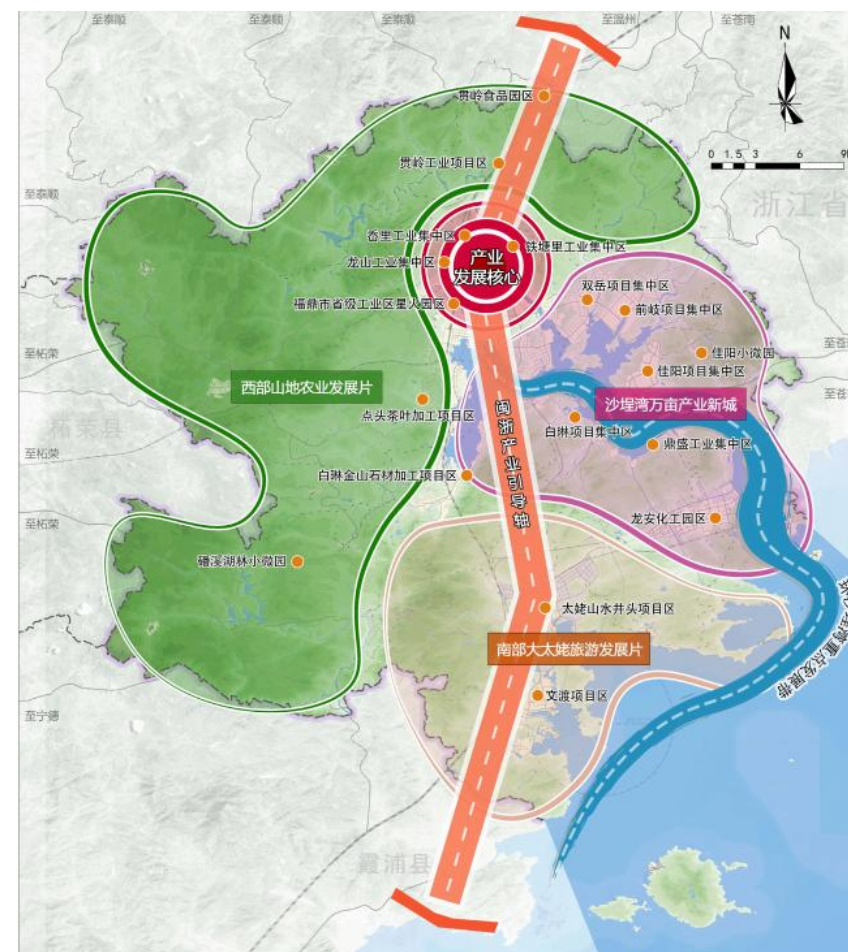 至泰顺
至泰顺
至泰顺
至温州
至苍南
N
贯岭食品园区
0 1.5 3 6 9
贯岭工业项目区
至泰顺
浙江省
岙里工业集中区
铁塘里工业集中区
龙山工业集中区
产业
发展核心
双岳项目集中区
福鼎市省级工业区星火园区
前岐项目集中区
至柘荣
佳阳小微园
佳阳项目集中区
西部山地农业发展片
沙埕湾万亩产业新城
点头茶叶加工项目区
闽浙产业引导轴
白琳项目集中区
鼎盛工业集中区
至柘荣
白琳金山石材加工项目区
龙安化工园区
至柘荣
磻溪湖林小微园
太姥山水井头项目区
南部大太姥旅游发展片
沙埕湾重点发展带
文渡项目区
至宁德
霞浦县